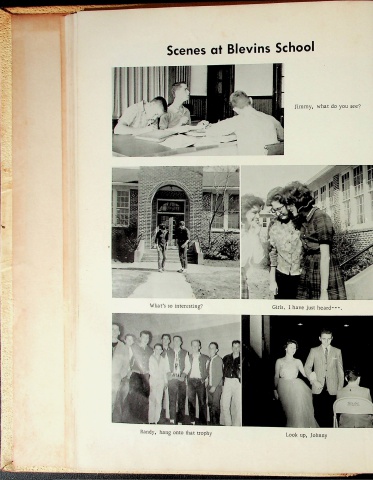 Scenes at Blevins School
Jimmy, what do you see?
What's so interesting?
Girls, I have just heard---.
Randy, hang onto that trophy
Look up, Johnny